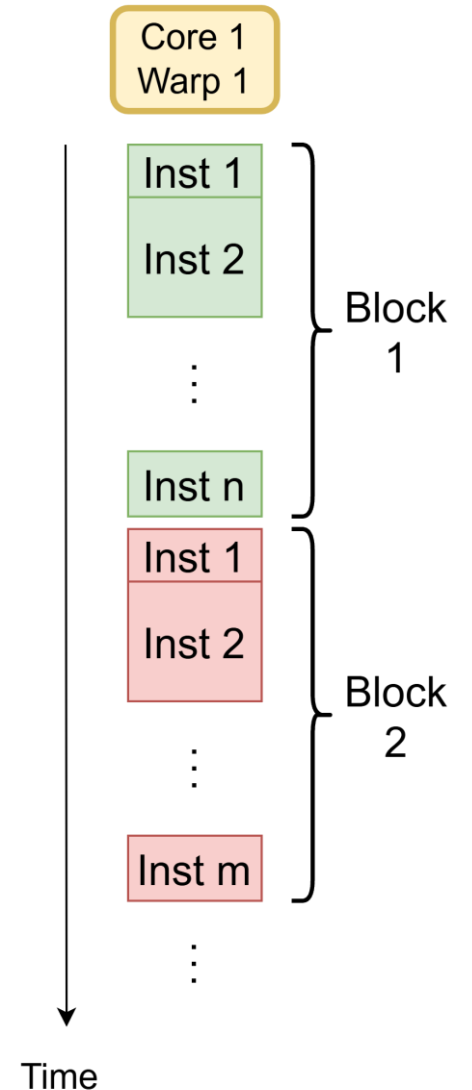 Core 1
Warp 1
Inst 1
Inst 2
⋮
Inst n
Block
1
Inst 1
Inst 2
⋮
Inst m
Block
2
⋮
Time